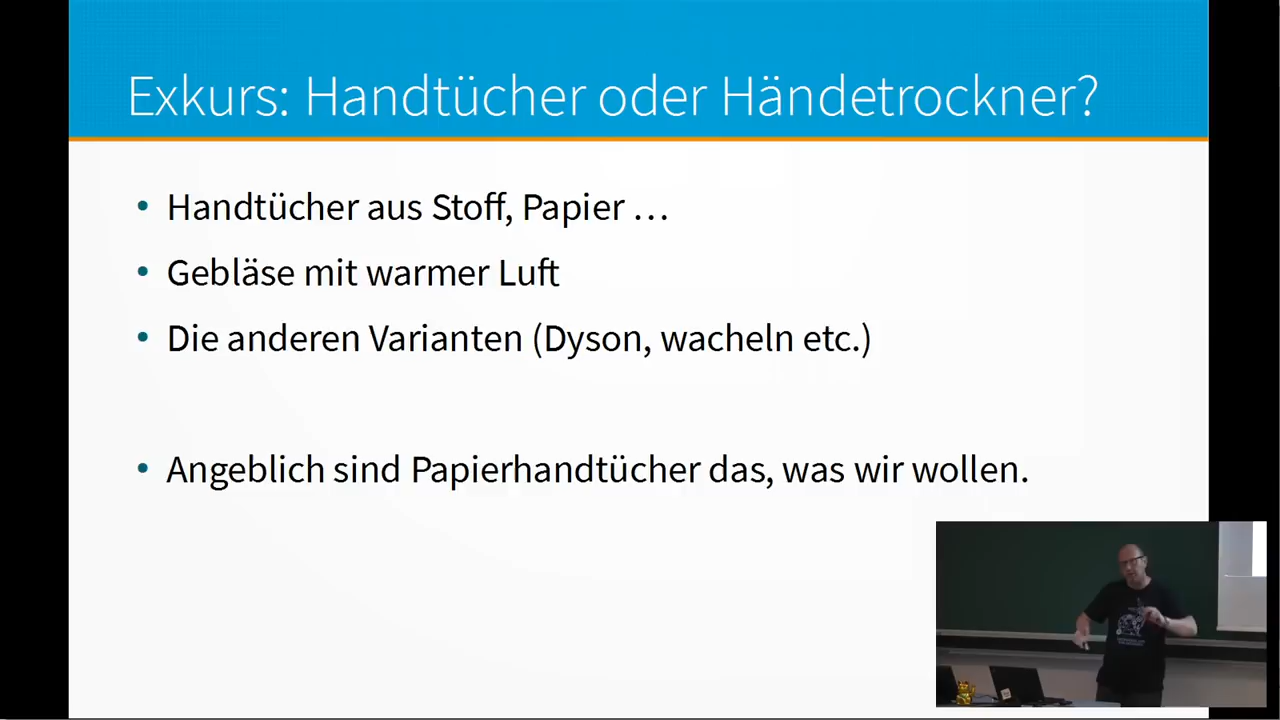 Exkurs: Handtücher oder Händetrockner?
• Handtücher aus Stoff, Papier …
• Gebläse mit warmer Luft
• Die anderen Varianten (Dyson, wacheln etc.)
• Angeblich sind Papierhandtücher das, was wir wollen.